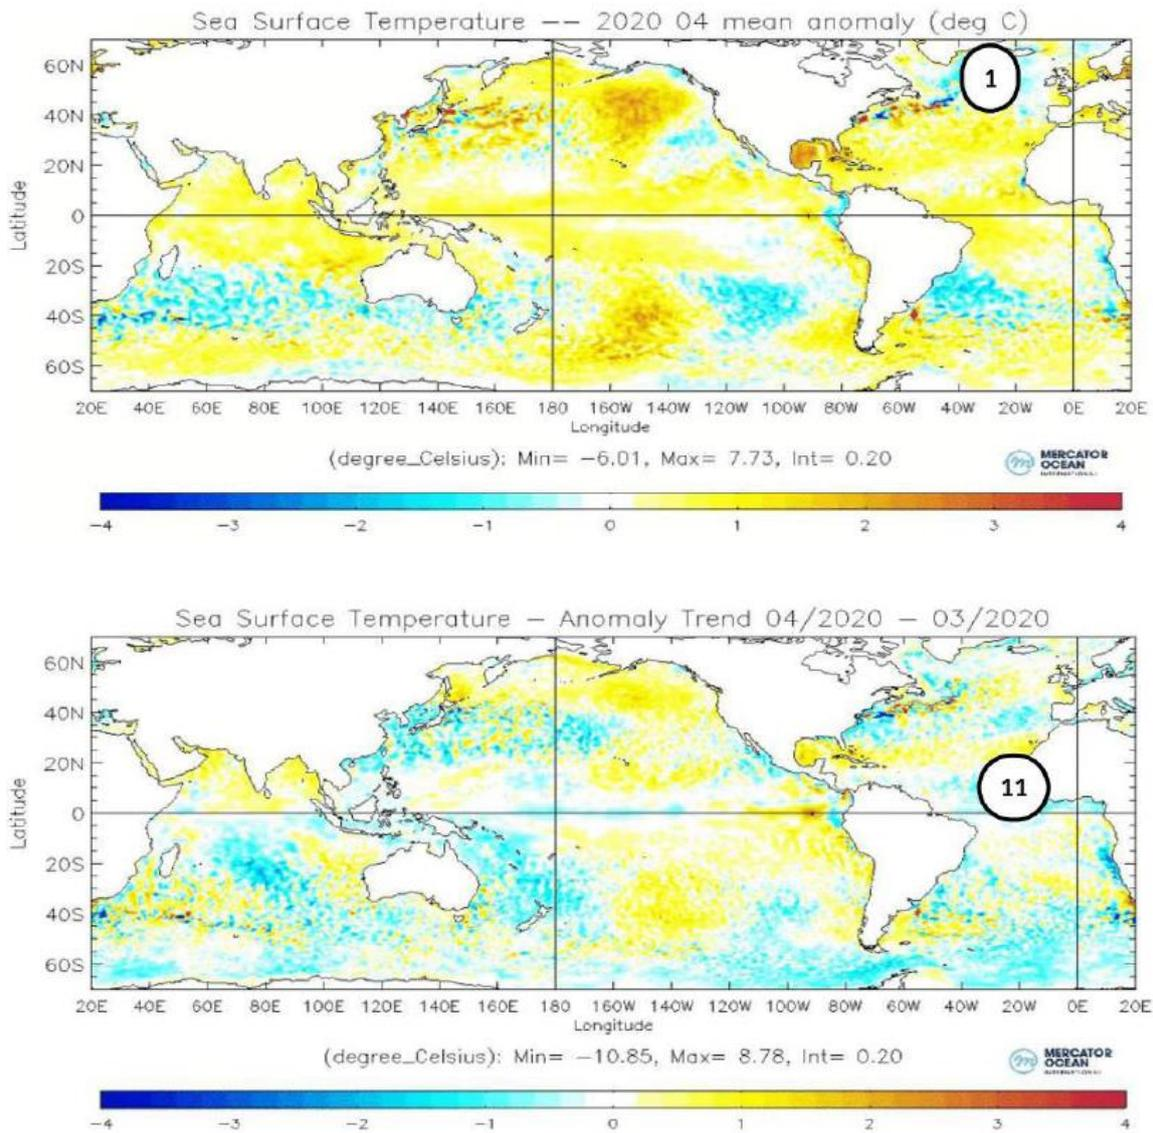 Sea Surface Temperature –– 2020 04 mean anomaly (deg C)
1
60N
40N
20N
0
20S
40S
60S
Latitude
20E 40E 60E 80E 100E 120E 140E 160E 180 160W 140W 120W 100W 80W 60W 40W 20W 0E 20E
Longitude
(degree_Celsius): Min= −6.01, Max= 7.73, Int= 0.20
MERCATOR
OCEAN
INTERNATIONAL
−4 −3 −2 −1 0 1 2 3 4
Sea Surface Temperature – Anomaly Trend 04/2020 – 03/2020
60N
40N
20N
0
20S
40S
60S
Latitude
11
20E 40E 60E 80E 100E 120E 140E 160E 180 160W 140W 120W 100W 80W 60W 40W 20W 0E 20E
Longitude
(degree_Celsius): Min= −10.85, Max= 8.78, Int= 0.20
MERCATOR
OCEAN
INTERNATIONAL
−4 −3 −2 −1 0 1 2 3 4